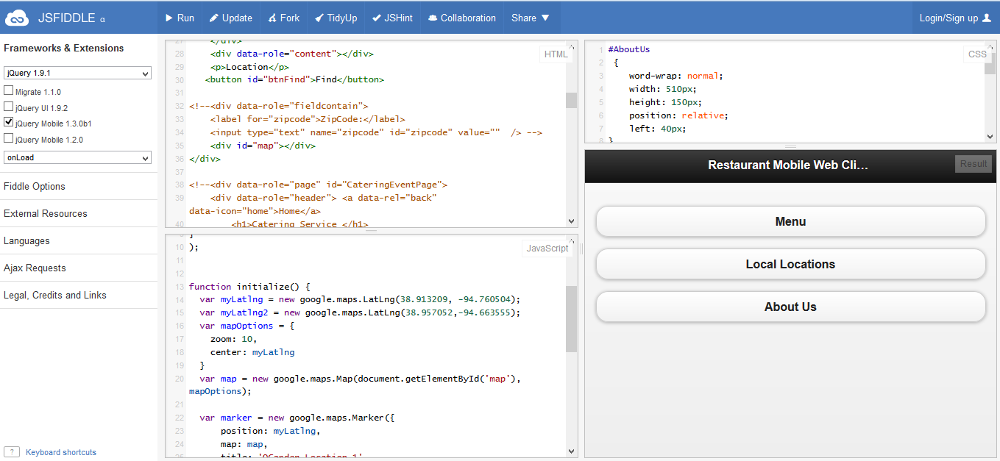 JSFIDDLE α
Run
Update
Fork
TidyUp
JSHint
Collaboration
Share
Login/Sign up
Frameworks & Extensions
jQuery 1.9.1
Migrate 1.1.0
jQuery UI 1.9.2
jQuery Mobile 1.3.0b1
jQuery Mobile 1.2.0
onLoad
Fiddle Options
External Resources
Languages
Ajax Requests
Legal, Credits and Links
? Keyboard shortcuts
HTML
27 </div>
28 <div data-role="content"></div>
29 <p>Location</p>
30 <button id="btnFind">Find</button>
31
32 <!--<div data-role="fieldcontain">
33 <label for="zipcode">ZipCode:</label>
34 <input type="text" name="zipcode" id="zipcode" value=""  /> -->
35 <div id="map"></div>
36 </div>
37
38 <!--<div data-role="page" id="CateringEventPage">
39 <div data-role="header"> <a data-rel="back"
data-icon="home">Home</a>
40 <h1>Catering Service </h1>
JavaScript
9 }
10 );
11
12
13 function initialize() {
14 var myLatlng = new google.maps.LatLng(38.913209, -94.760504);
15 var myLatlng2 = new google.maps.LatLng(38.957052,-94.663555);
16 var mapOptions = {
17 zoom: 10,
18 center: myLatlng
19 }
20 var map = new google.maps.Map(document.getElementById('map'),
mapOptions);
21
22 var marker = new google.maps.Marker({
23 position: myLatlng,
24 map: map,
25 title: 'OGarden Location 1'
CSS
1 #AboutUs
2 {
3 word-wrap: normal;
4 width: 510px;
5 height: 150px;
6 position: relative;
7 left: 40px;
8 }
Restaurant Mobile Web Cli...
Result
Menu
Local Locations
About Us